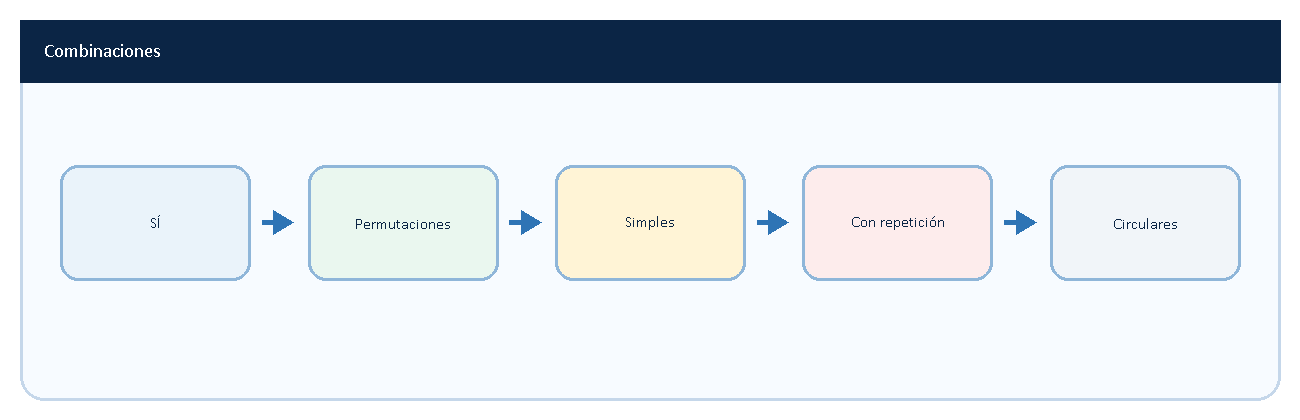 Combinaciones
SÍ
Permutaciones
Simples
Con repetición
Circulares